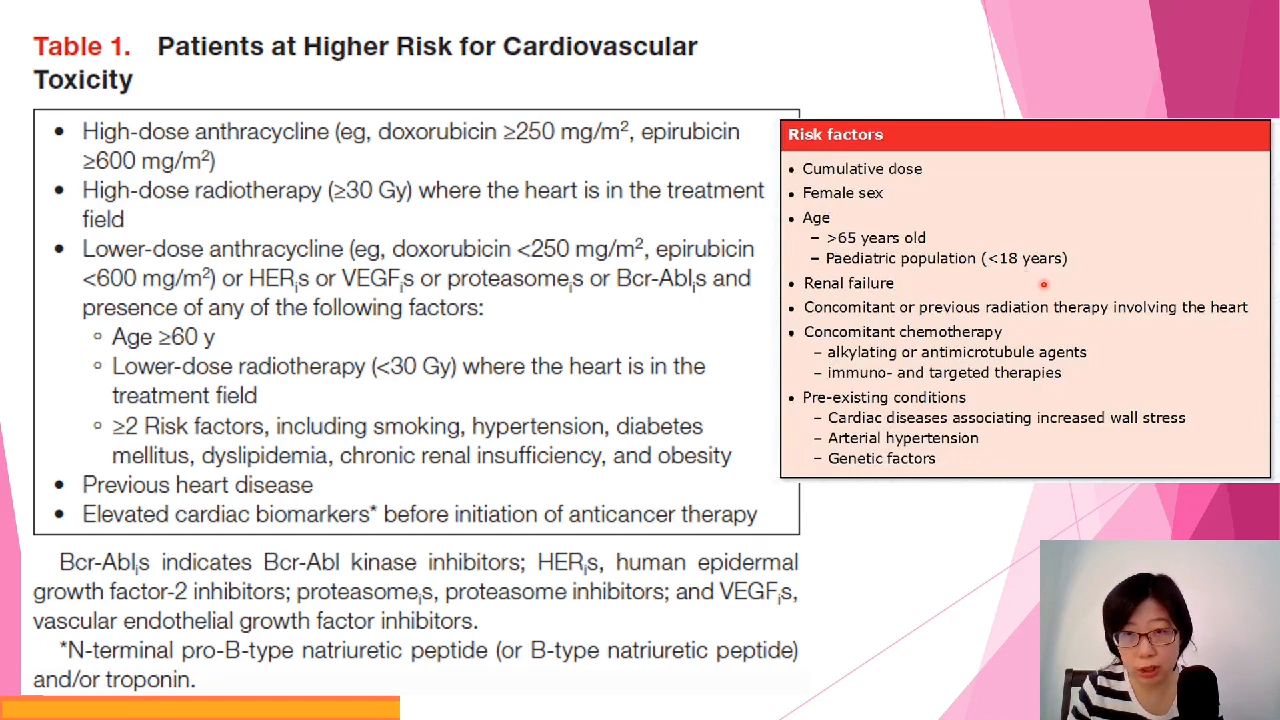 Table 1. Patients at Higher Risk for Cardiovascular
Toxicity
• High-dose anthracycline (eg, doxorubicin ≥250 mg/m², epirubicin
≥600 mg/m²)
• High-dose radiotherapy (≥30 Gy) where the heart is in the treatment
field
• Lower-dose anthracycline (eg, doxorubicin <250 mg/m², epirubicin
<600 mg/m²) or HERᵢs or VEGFᵢs or proteasomeᵢs or Bcr-Ablᵢs and
presence of any of the following factors:
○ Age ≥60 y
○ Lower-dose radiotherapy (<30 Gy) where the heart is in the
treatment field
○ ≥2 Risk factors, including smoking, hypertension, diabetes
mellitus, dyslipidemia, chronic renal insufficiency, and obesity
• Previous heart disease
• Elevated cardiac biomarkers* before initiation of anticancer therapy
Bcr-Ablᵢs indicates Bcr-Abl kinase inhibitors; HERᵢs, human epidermal
growth factor-2 inhibitors; proteasomeᵢs, proteasome inhibitors; and VEGFᵢs,
vascular endothelial growth factor inhibitors.
*N-terminal pro-B-type natriuretic peptide (or B-type natriuretic peptide)
and/or troponin.
Risk factors
• Cumulative dose
• Female sex
• Age
– >65 years old
– Paediatric population (<18 years)
• Renal failure
• Concomitant or previous radiation therapy involving the heart
• Concomitant chemotherapy
– alkylating or antimicrotubule agents
– immuno- and targeted therapies
• Pre-existing conditions
– Cardiac diseases associating increased wall stress
– Arterial hypertension
– Genetic factors